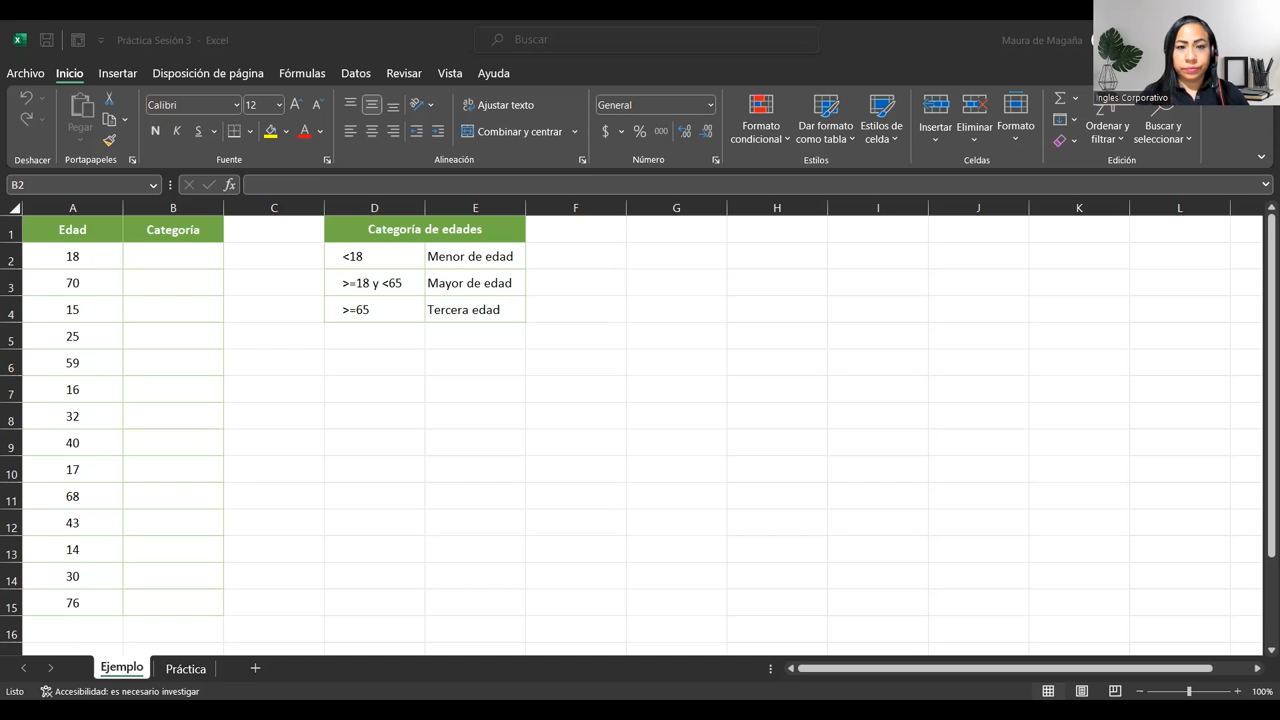 Práctica Sesión 3 - Excel
Buscar
Maura de Magaña
Ingles Corporativo
Archivo Inicio Insertar Disposición de página Fórmulas Datos Revisar Vista Ayuda
Pegar
Calibri 12
Ajustar texto
General
N K S
Combinar y centrar
$ % 000
Formato condicional
Dar formato como tabla
Estilos de celda
Insertar Eliminar Formato
Ordenar y filtrar
Buscar y seleccionar
Deshacer Portapapeles Fuente Alineación Número Estilos Celdas Edición
B2
A B C D E F G H I J K L
1 Edad Categoría Categoría de edades
2 18 <18 Menor de edad
3 70 >=18 y <65 Mayor de edad
4 15 >=65 Tercera edad
5 25
6 59
7 16
8 32
9 40
10 17
11 68
12 43
13 14
14 30
15 76
16
Ejemplo Práctica
Listo Accesibilidad: es necesario investigar 100%